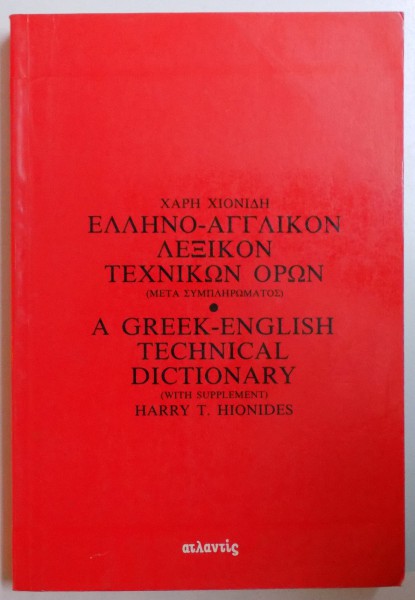 ΧΑΡΗ ΧΙΟΝΙΔΗ
ΕΛΛΗΝΟ-ΑΓΓΛΙΚΟΝ
ΛΕΞΙΚΟΝ
ΤΕΧΝΙΚΩΝ ΟΡΩΝ
(ΜΕΤΑ ΣΥΜΠΛΗΡΩΜΑΤΟΣ)
•
A GREEK-ENGLISH
TECHNICAL
DICTIONARY
(WITH SUPPLEMENT)
HARRY T. HIONIDES
ατλαντίς